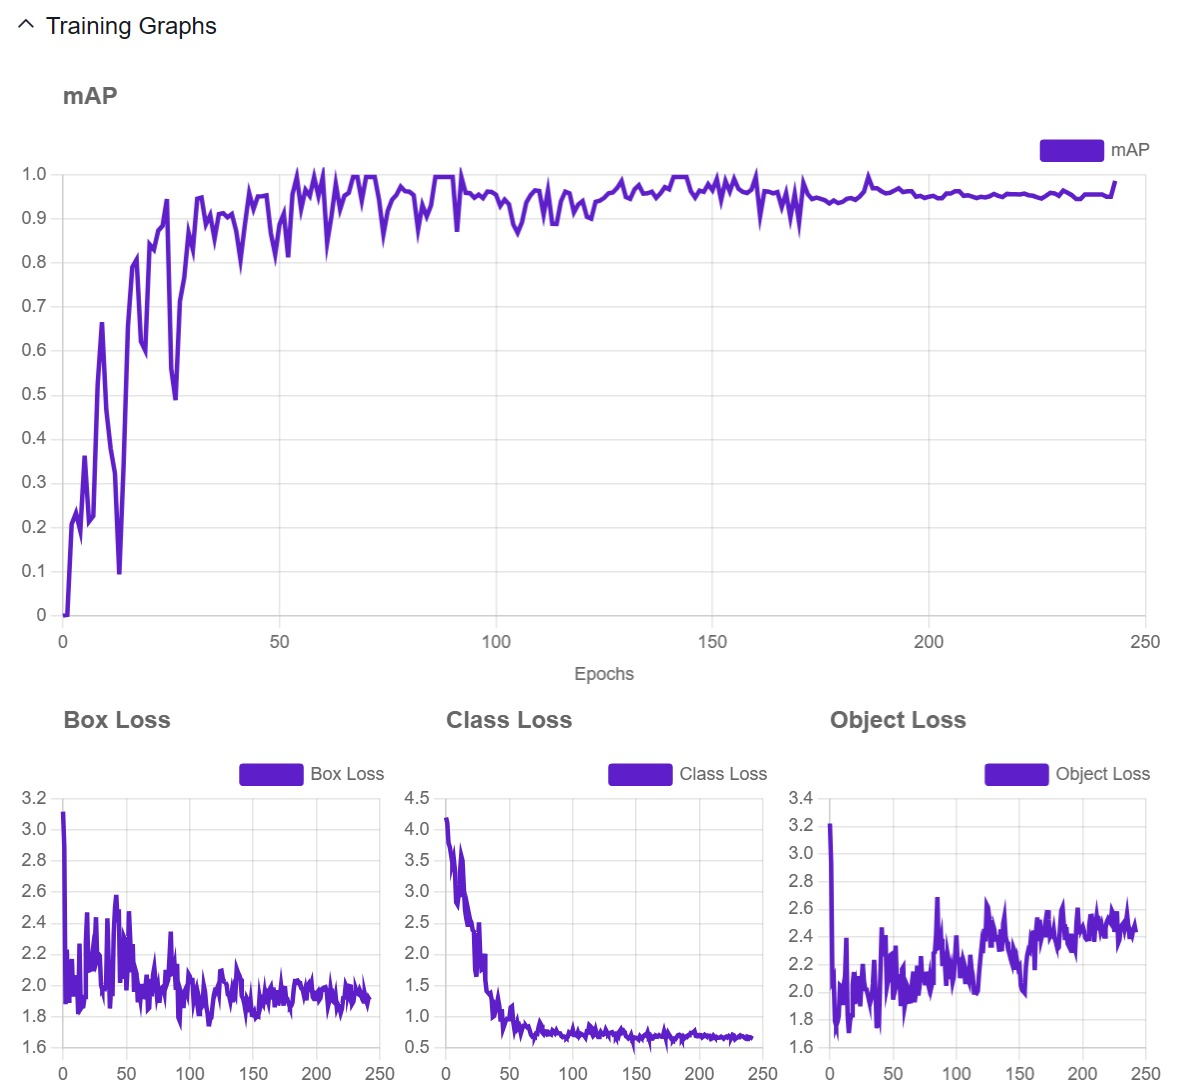 Training Graphs
mAP
mAP
1.0
0.9
0.8
0.7
0.6
0.5
0.4
0.3
0.2
0.1
0
0 50 100 150 200 250
Epochs
Box Loss
Box Loss
3.2
3.0
2.8
2.6
2.4
2.2
2.0
1.8
1.6
0 50 100 150 200 250
Class Loss
Class Loss
4.5
4.0
3.5
3.0
2.5
2.0
1.5
1.0
0.5
0 50 100 150 200 250
Object Loss
Object Loss
3.4
3.2
3.0
2.8
2.6
2.4
2.2
2.0
1.8
1.6
0 50 100 150 200 250